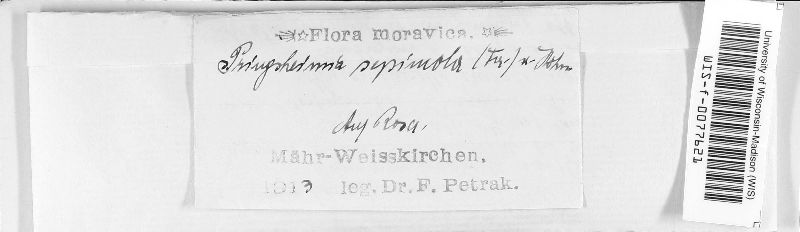 Flora moravica.
Pringsheimia sepincola (Fr.) v. Höhn
Auf Rosa.
Mähr-Weisskirchen.
1913 leg. Dr. F. Petrak.
University of Wisconsin-Madison (WIS)
WIS-f-0077621